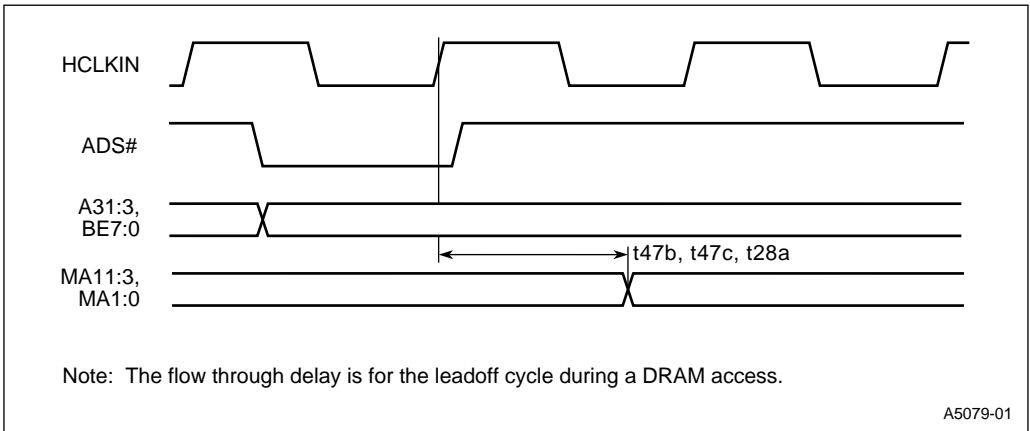 HCLKIN
ADS#
A31:3,
BE7:0
t47b, t47c, t28a
MA11:3,
MA1:0
Note: The flow through delay is for the leadoff cycle during a DRAM access.
A5079-01